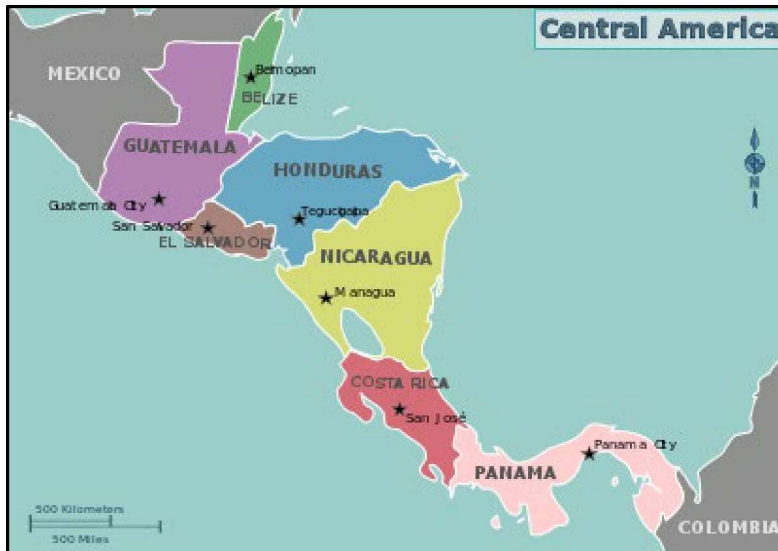 Central America
MEXICO
Belmopan
BELIZE
GUATEMALA
HONDURAS
N
Guatemala City
Tegucigalpa
San Salvador
EL SALVADOR
NICARAGUA
Managua
COSTA RICA
San José
Panama City
PANAMA
500 Kilometers
500 Miles
COLOMBIA